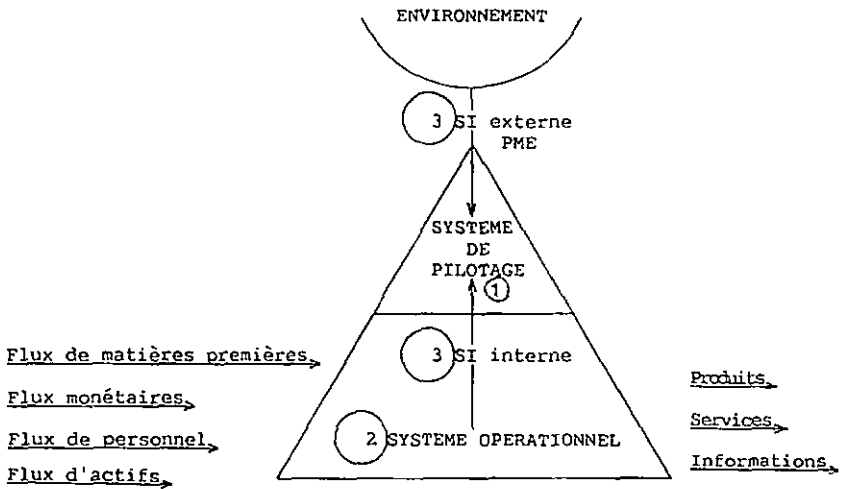 ENVIRONNEMENT
3 SI externe
PME
SYSTEME
DE
PILOTAGE
1
3 SI interne
2 SYSTEME OPERATIONNEL
Flux de matières premières
Flux monétaires
Flux de personnel
Flux d'actifs
Produits
Services
Informations